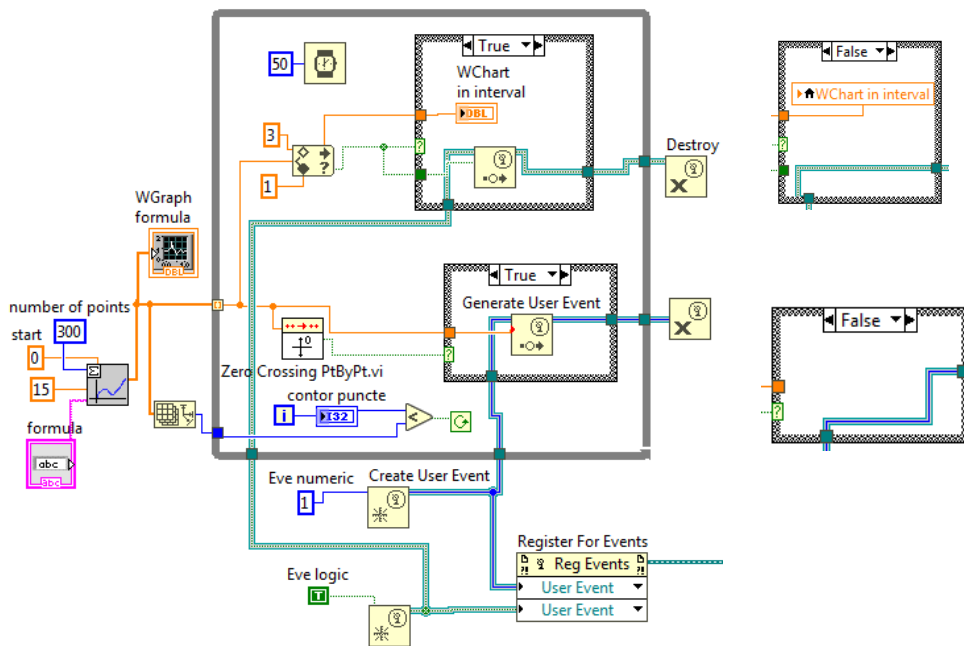 True
False
50
WChart
in interval
DBL
WChart in interval
3
?
?
?
1
Destroy
WGraph
formula
DBL
number of points
300
start
0
15
True
Generate User Event
False
?
?
0
Zero Crossing PtByPt.vi
contor puncte
i
I32
<
formula
abc
abc
Eve numeric
Create User Event
1
Register For Events
Reg Events
User Event
User Event
Eve logic
T